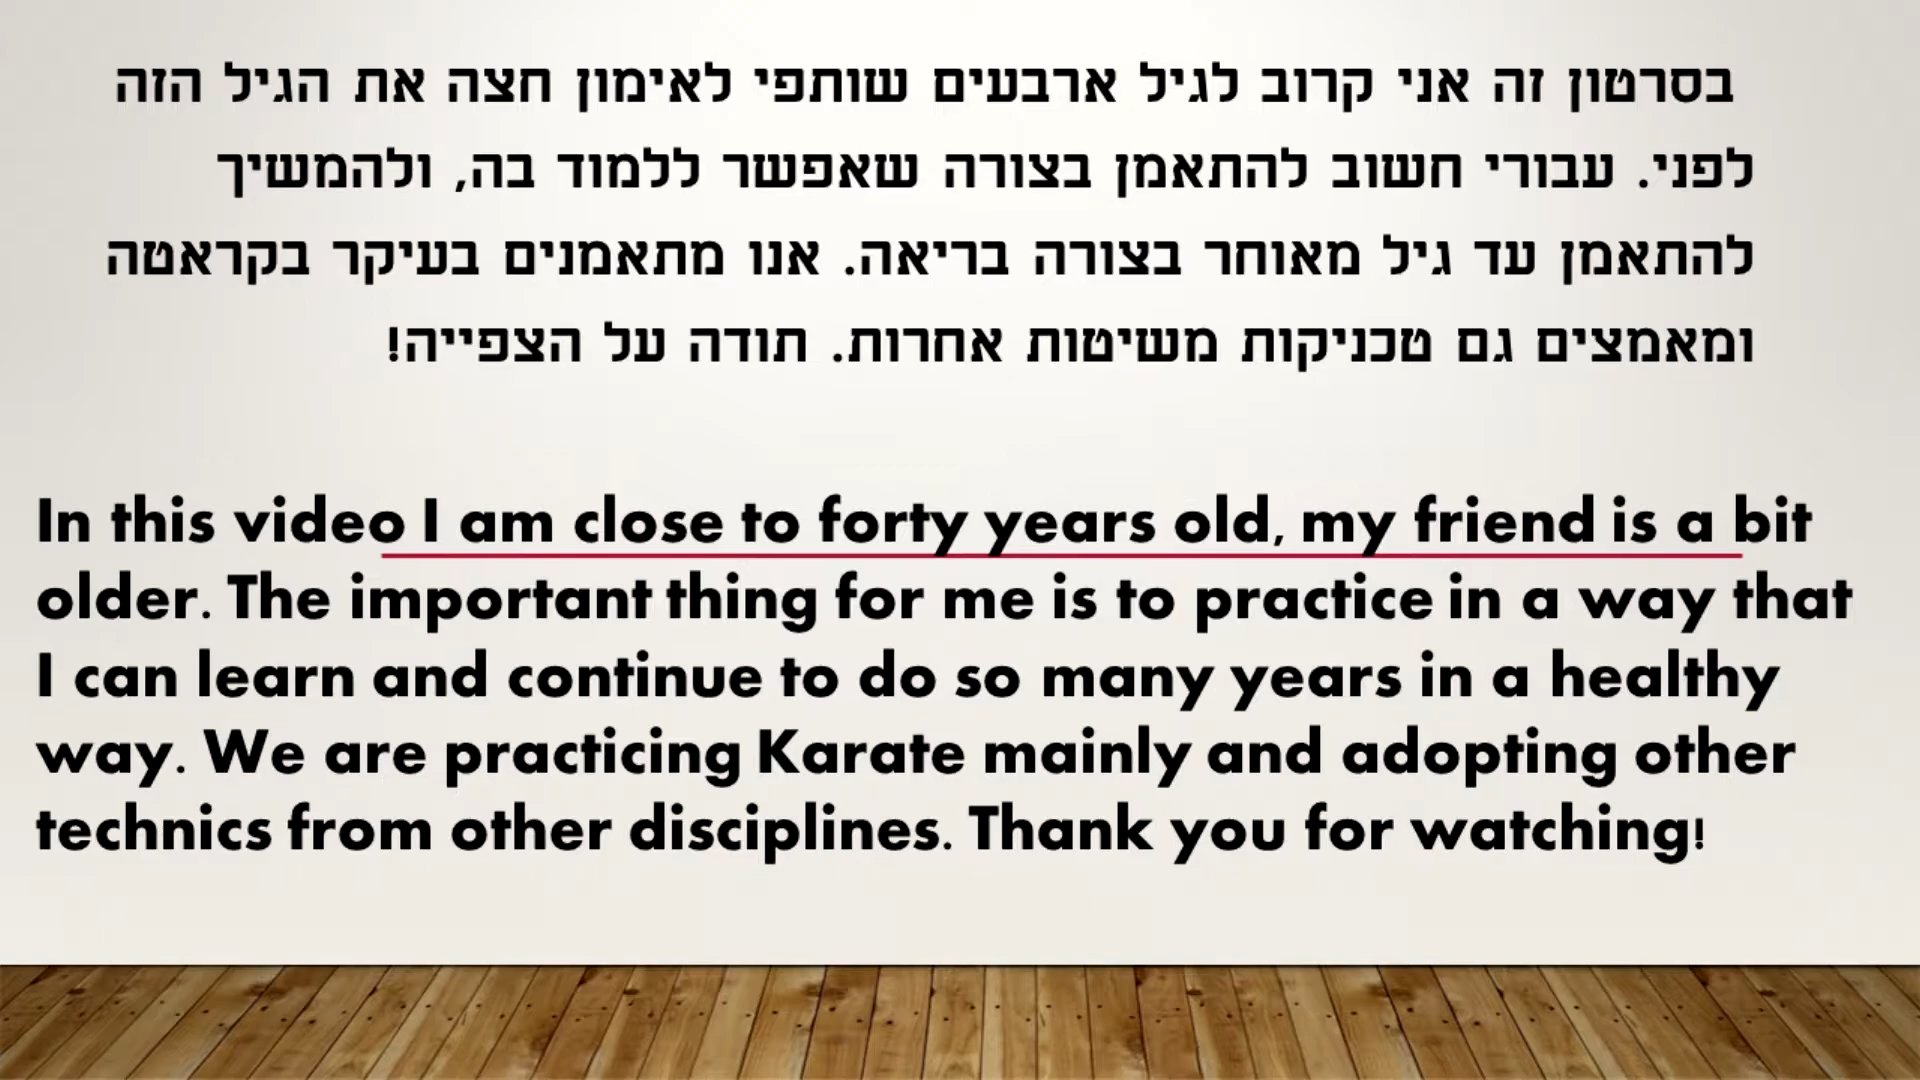 בסרטון זה אני קרוב לגיל ארבעים שותפי לאימון חצה את הגיל הזה
לפני. עבורי חשוב להתאמן בצורה שאפשר ללמוד בה, ולהמשיך
להתאמן עד גיל מאוחר בצורה בריאה. אנו מתאמנים בעיקר בקראטה
ומאמצים גם טכניקות משיטות אחרות. תודה על הצפייה!
In this video I am close to forty years old, my friend is a bit
older. The important thing for me is to practice in a way that
I can learn and continue to do so many years in a healthy
way. We are practicing Karate mainly and adopting other
technics from other disciplines. Thank you for watching!